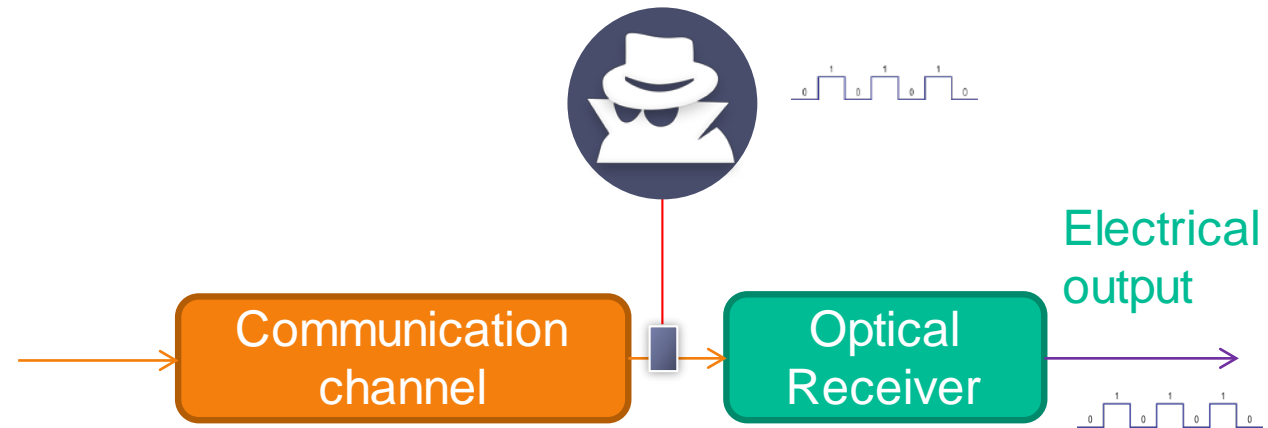 0 1 0 1 0 1 0
Electrical
output
Communication
channel
Optical
Receiver
0 1 0 1 0 1 0